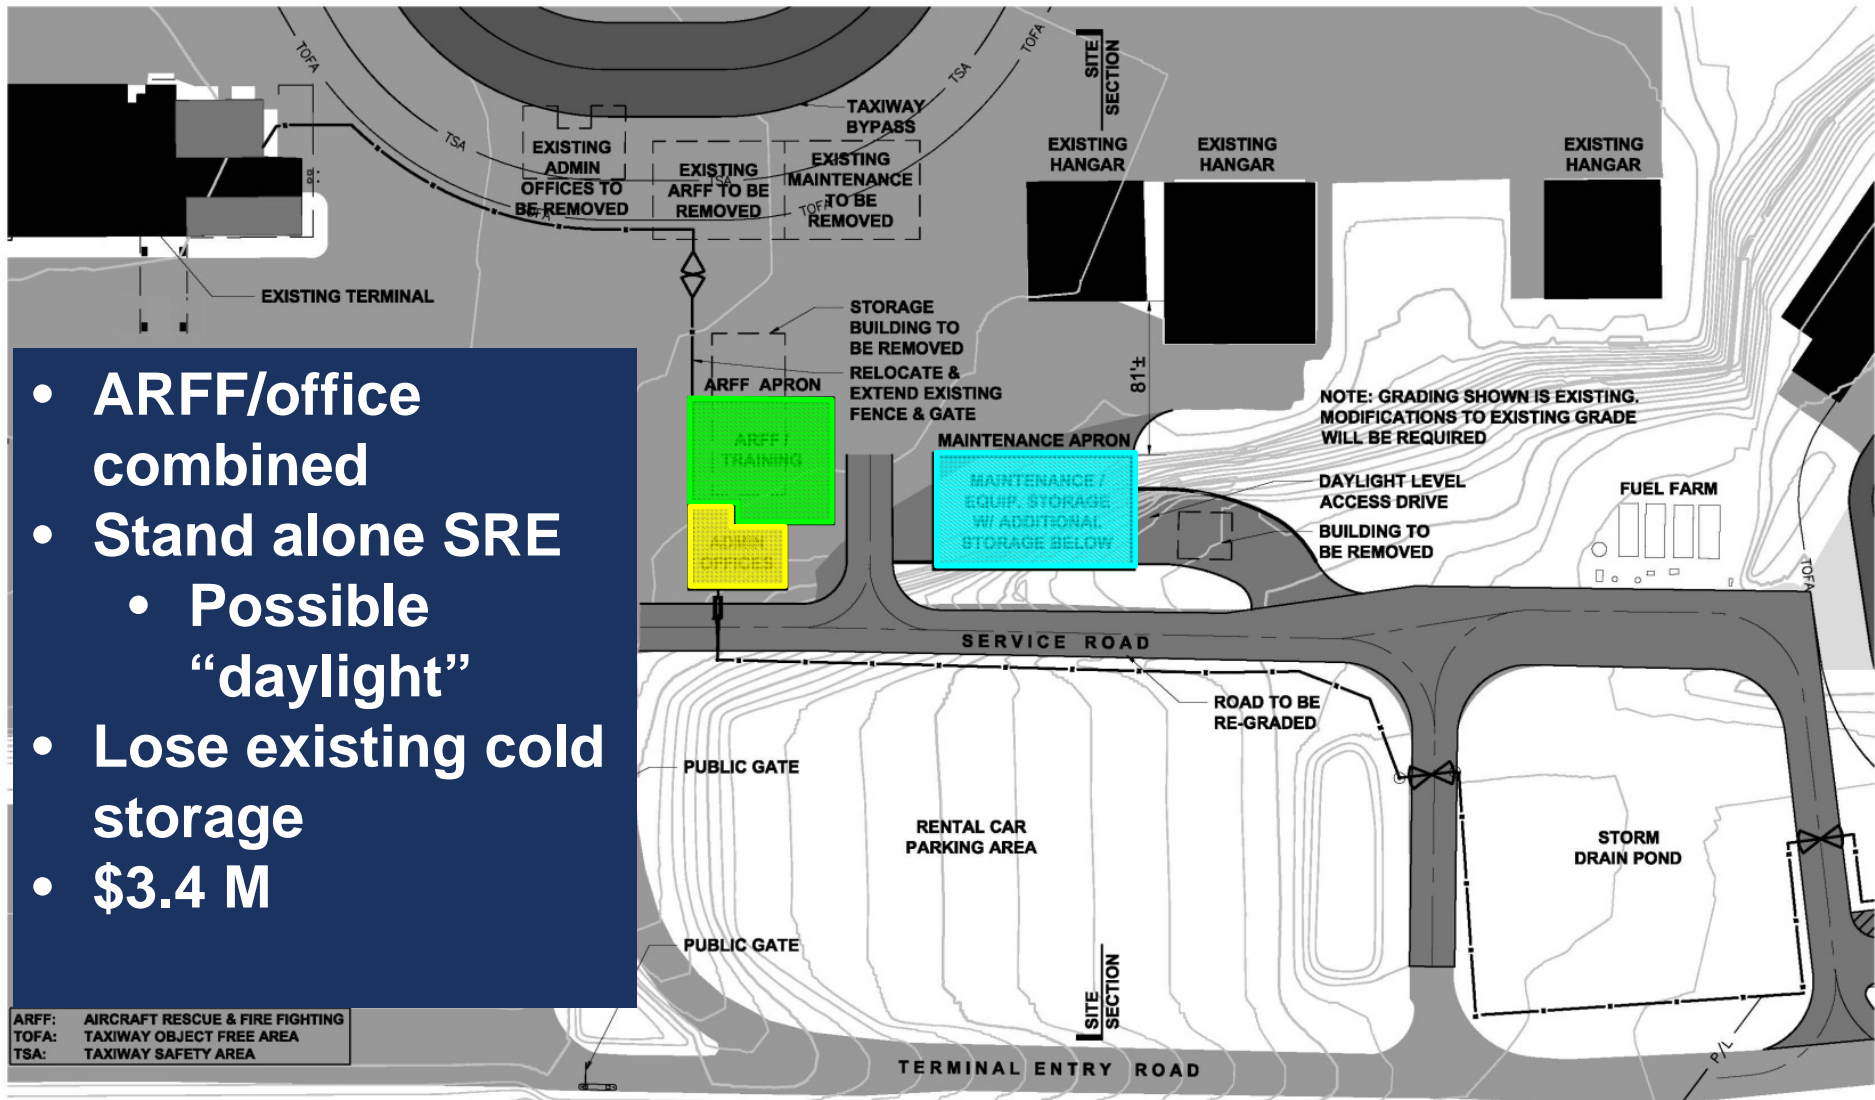 TOFA
TSA
TSA
TOFA
SITE
SECTION
TAXIWAY
BYPASS
EXISTING
ADMIN
OFFICES TO
BE REMOVED
TOFA
EXISTING
ARFF TO BE
REMOVED
TSA
EXISTING
MAINTENANCE
TO BE
REMOVED
TOFA
EXISTING
HANGAR
EXISTING
HANGAR
EXISTING
HANGAR
EXISTING TERMINAL
STORAGE
BUILDING TO
BE REMOVED
RELOCATE &
EXTEND EXISTING
FENCE & GATE
81'±
ARFF APRON
ARFF /
TRAINING
ADMIN
OFFICES
MAINTENANCE APRON
MAINTENANCE /
EQUIP. STORAGE
W/ ADDITIONAL
STORAGE BELOW
NOTE: GRADING SHOWN IS EXISTING.
MODIFICATIONS TO EXISTING GRADE
WILL BE REQUIRED
DAYLIGHT LEVEL
ACCESS DRIVE
BUILDING TO
BE REMOVED
FUEL FARM
TOFA
• ARFF/office
combined
• Stand alone SRE
• Possible
“daylight”
• Lose existing cold
storage
• $3.4 M
SERVICE ROAD
ROAD TO BE
RE-GRADED
PUBLIC GATE
RENTAL CAR
PARKING AREA
STORM
DRAIN POND
PUBLIC GATE
SITE
SECTION
P/L
ARFF: AIRCRAFT RESCUE & FIRE FIGHTING
TOFA: TAXIWAY OBJECT FREE AREA
TSA: TAXIWAY SAFETY AREA
TERMINAL ENTRY ROAD